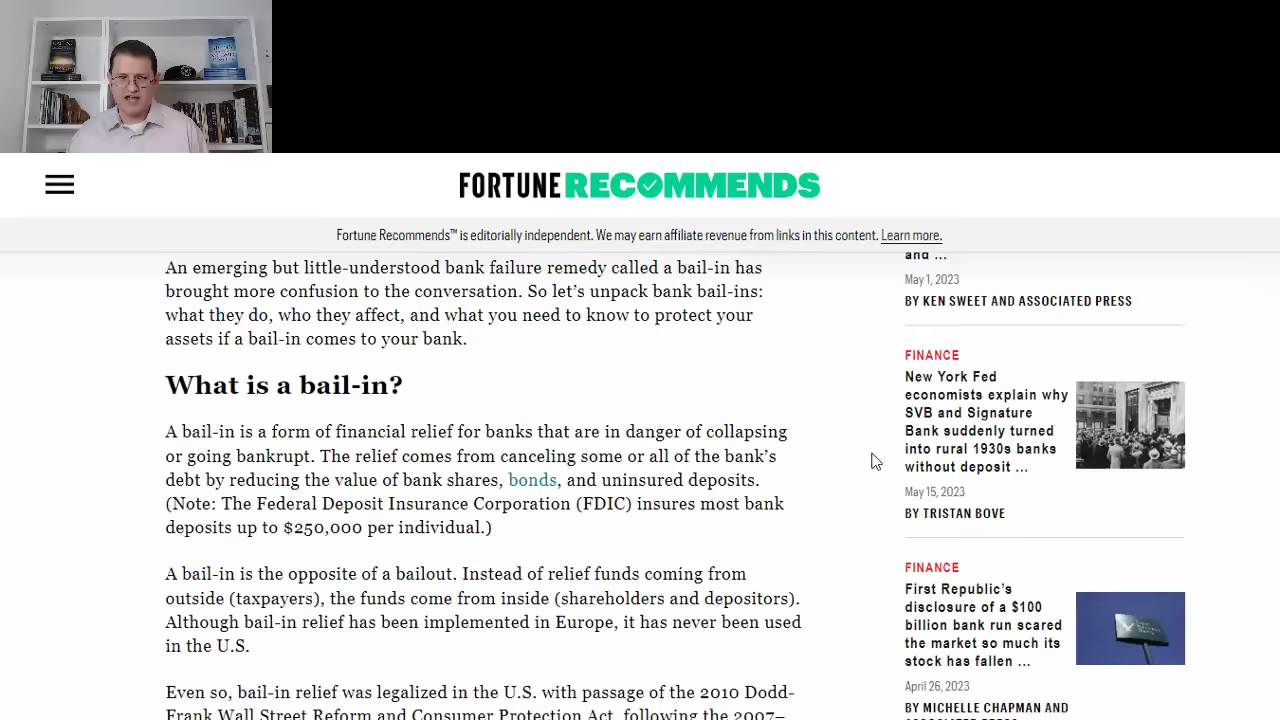 FORTUNE RECOMMENDS
Fortune Recommends™ is editorially independent. We may earn affiliate revenue from links in this content. Learn more.
An emerging but little-understood bank failure remedy called a bail-in has
brought more confusion to the conversation. So let’s unpack bank bail-ins:
what they do, who they affect, and what you need to know to protect your
assets if a bail-in comes to your bank.
What is a bail-in?
A bail-in is a form of financial relief for banks that are in danger of collapsing
or going bankrupt. The relief comes from canceling some or all of the bank’s
debt by reducing the value of bank shares, bonds, and uninsured deposits.
(Note: The Federal Deposit Insurance Corporation (FDIC) insures most bank
deposits up to $250,000 per individual.)
A bail-in is the opposite of a bailout. Instead of relief funds coming from
outside (taxpayers), the funds come from inside (shareholders and depositors).
Although bail-in relief has been implemented in Europe, it has never been used
in the U.S.
Even so, bail-in relief was legalized in the U.S. with passage of the 2010 Dodd-
Frank Wall Street Reform and Consumer Protection Act, following the 2007–
and ...
May 1, 2023
BY KEN SWEET AND ASSOCIATED PRESS
FINANCE
New York Fed
economists explain why
SVB and Signature
Bank suddenly turned
into rural 1930s banks
without deposit ...
May 15, 2023
BY TRISTAN BOVE
FINANCE
First Republic’s
disclosure of a $100
billion bank run scared
the market so much its
stock has fallen ...
April 26, 2023
BY MICHELLE CHAPMAN AND
ASSOCIATED PRESS